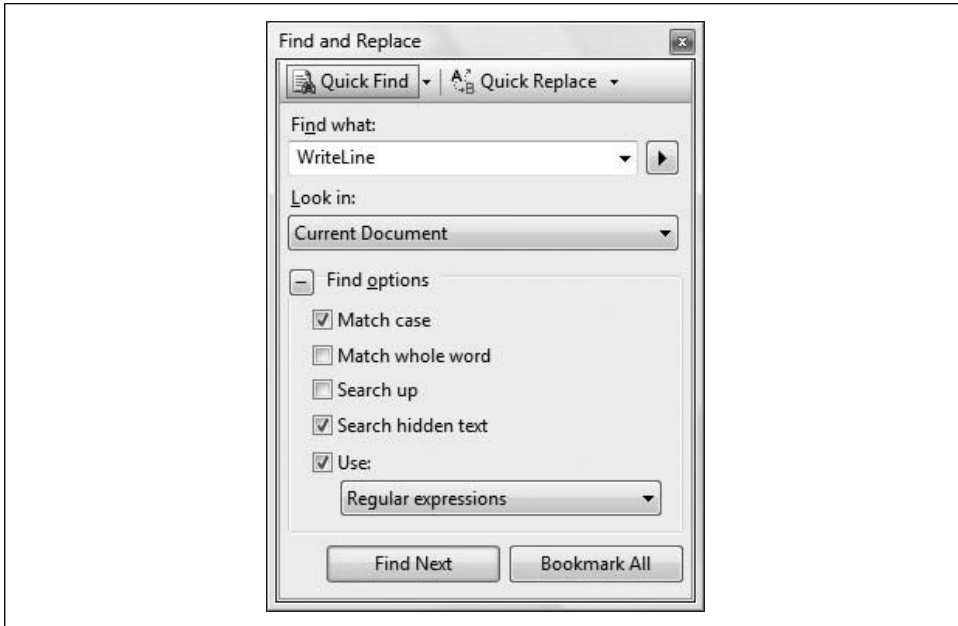 Find and Replace
Quick Find Quick Replace
Find what:
WriteLine
Look in:
Current Document
Find options
Match case
Match whole word
Search up
Search hidden text
Use:
Regular expressions
Find Next Bookmark All